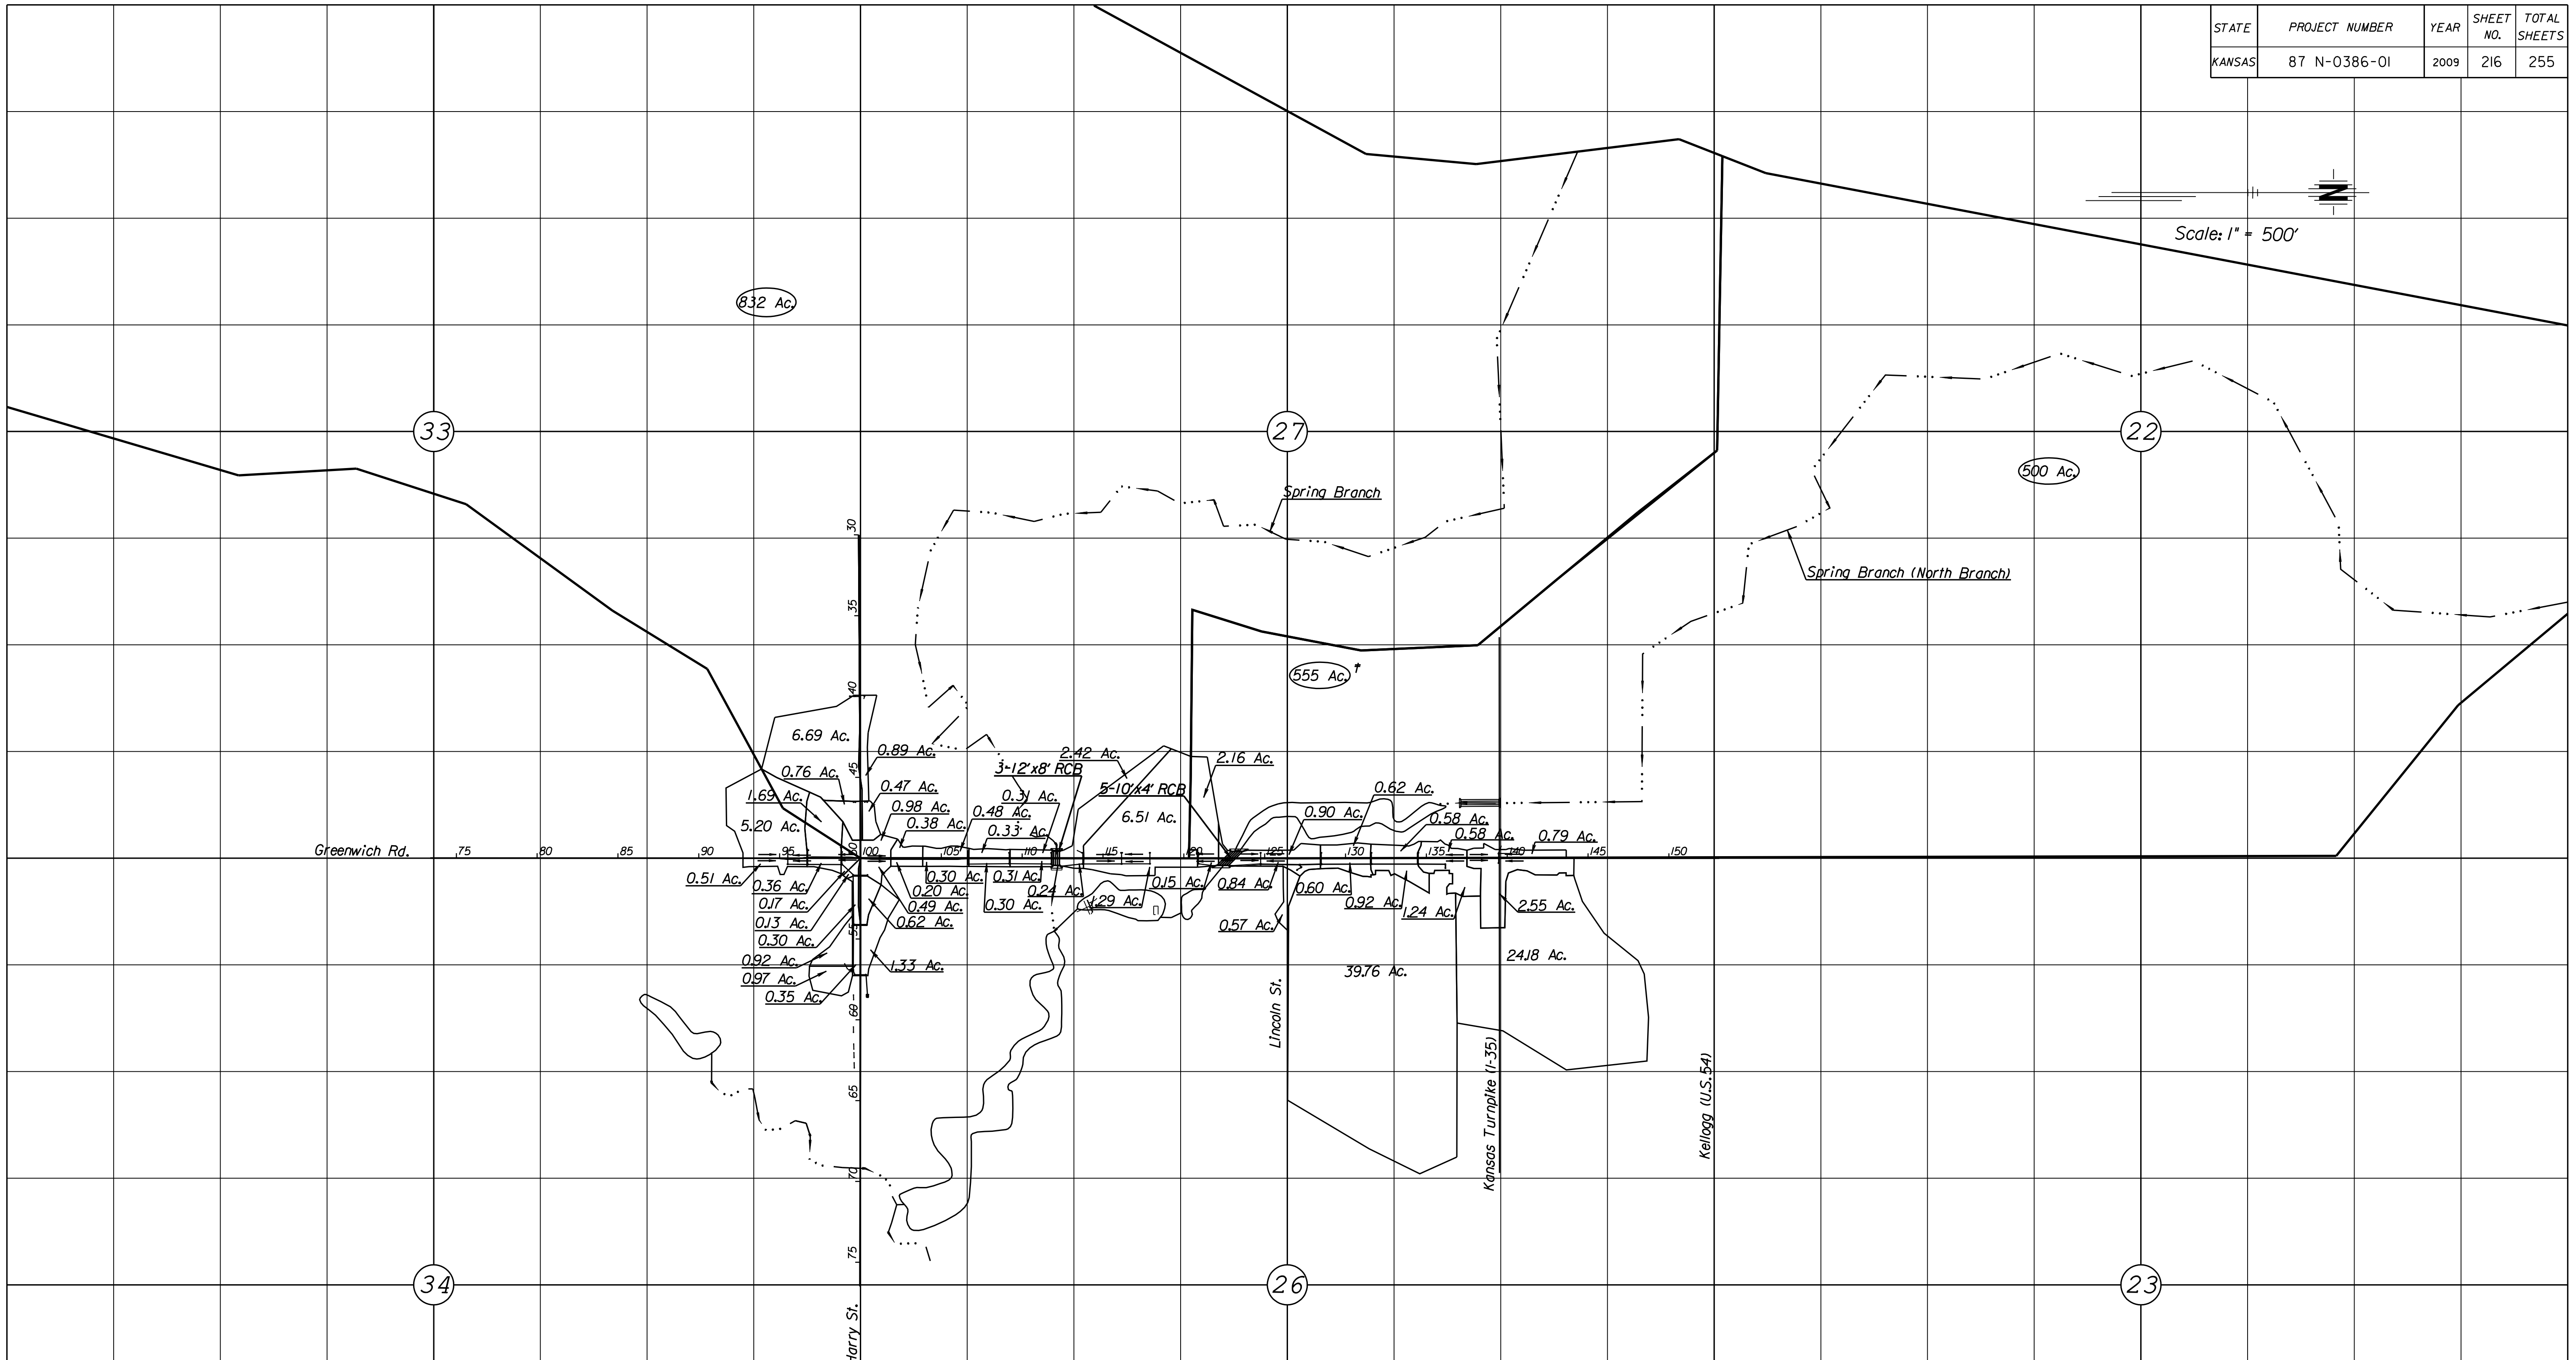 STATE PROJECT NUMBER YEAR SHEET NO. TOTAL SHEETS
KANSAS 87 N-0386-01 2009 216 255
N
Scale: 1" = 500'
832 Ac.
33
27
22
500 Ac.
Spring Branch
30
Spring Branch (North Branch)
35
555 Ac.
40
6.69 Ac.
0.89 Ac.
2.42 Ac.
2.16 Ac.
3-12'x8' RCB
0.76 Ac.
45
0.47 Ac.
5-10'x4' RCB
0.62 Ac.
1.69 Ac.
0.98 Ac.
0.31 Ac.
0.48 Ac.
0.90 Ac.
5.20 Ac.
0.38 Ac.
0.33 Ac.
6.51 Ac.
0.58 Ac.
0.58 Ac.
0.79 Ac.
Greenwich Rd.
75 80 85 90 95 100 105 110 115 120 125 130 135 140 145 150
50
0.51 Ac.
0.36 Ac.
0.30 Ac.
0.31 Ac.
0.15 Ac.
0.84 Ac.
0.60 Ac.
0.20 Ac.
0.24 Ac.
0.17 Ac.
0.49 Ac.
0.30 Ac.
1.29 Ac.
0.92 Ac.
1.24 Ac.
2.55 Ac.
0.13 Ac.
0.62 Ac.
0.57 Ac.
0.30 Ac.
55
0.92 Ac.
1.33 Ac.
39.76 Ac.
24.18 Ac.
0.97 Ac.
0.35 Ac.
60
Lincoln St.
Kansas Turnpike (I-35)
Kellogg (U.S.54)
65
70
75
34
26
23
Harry St.